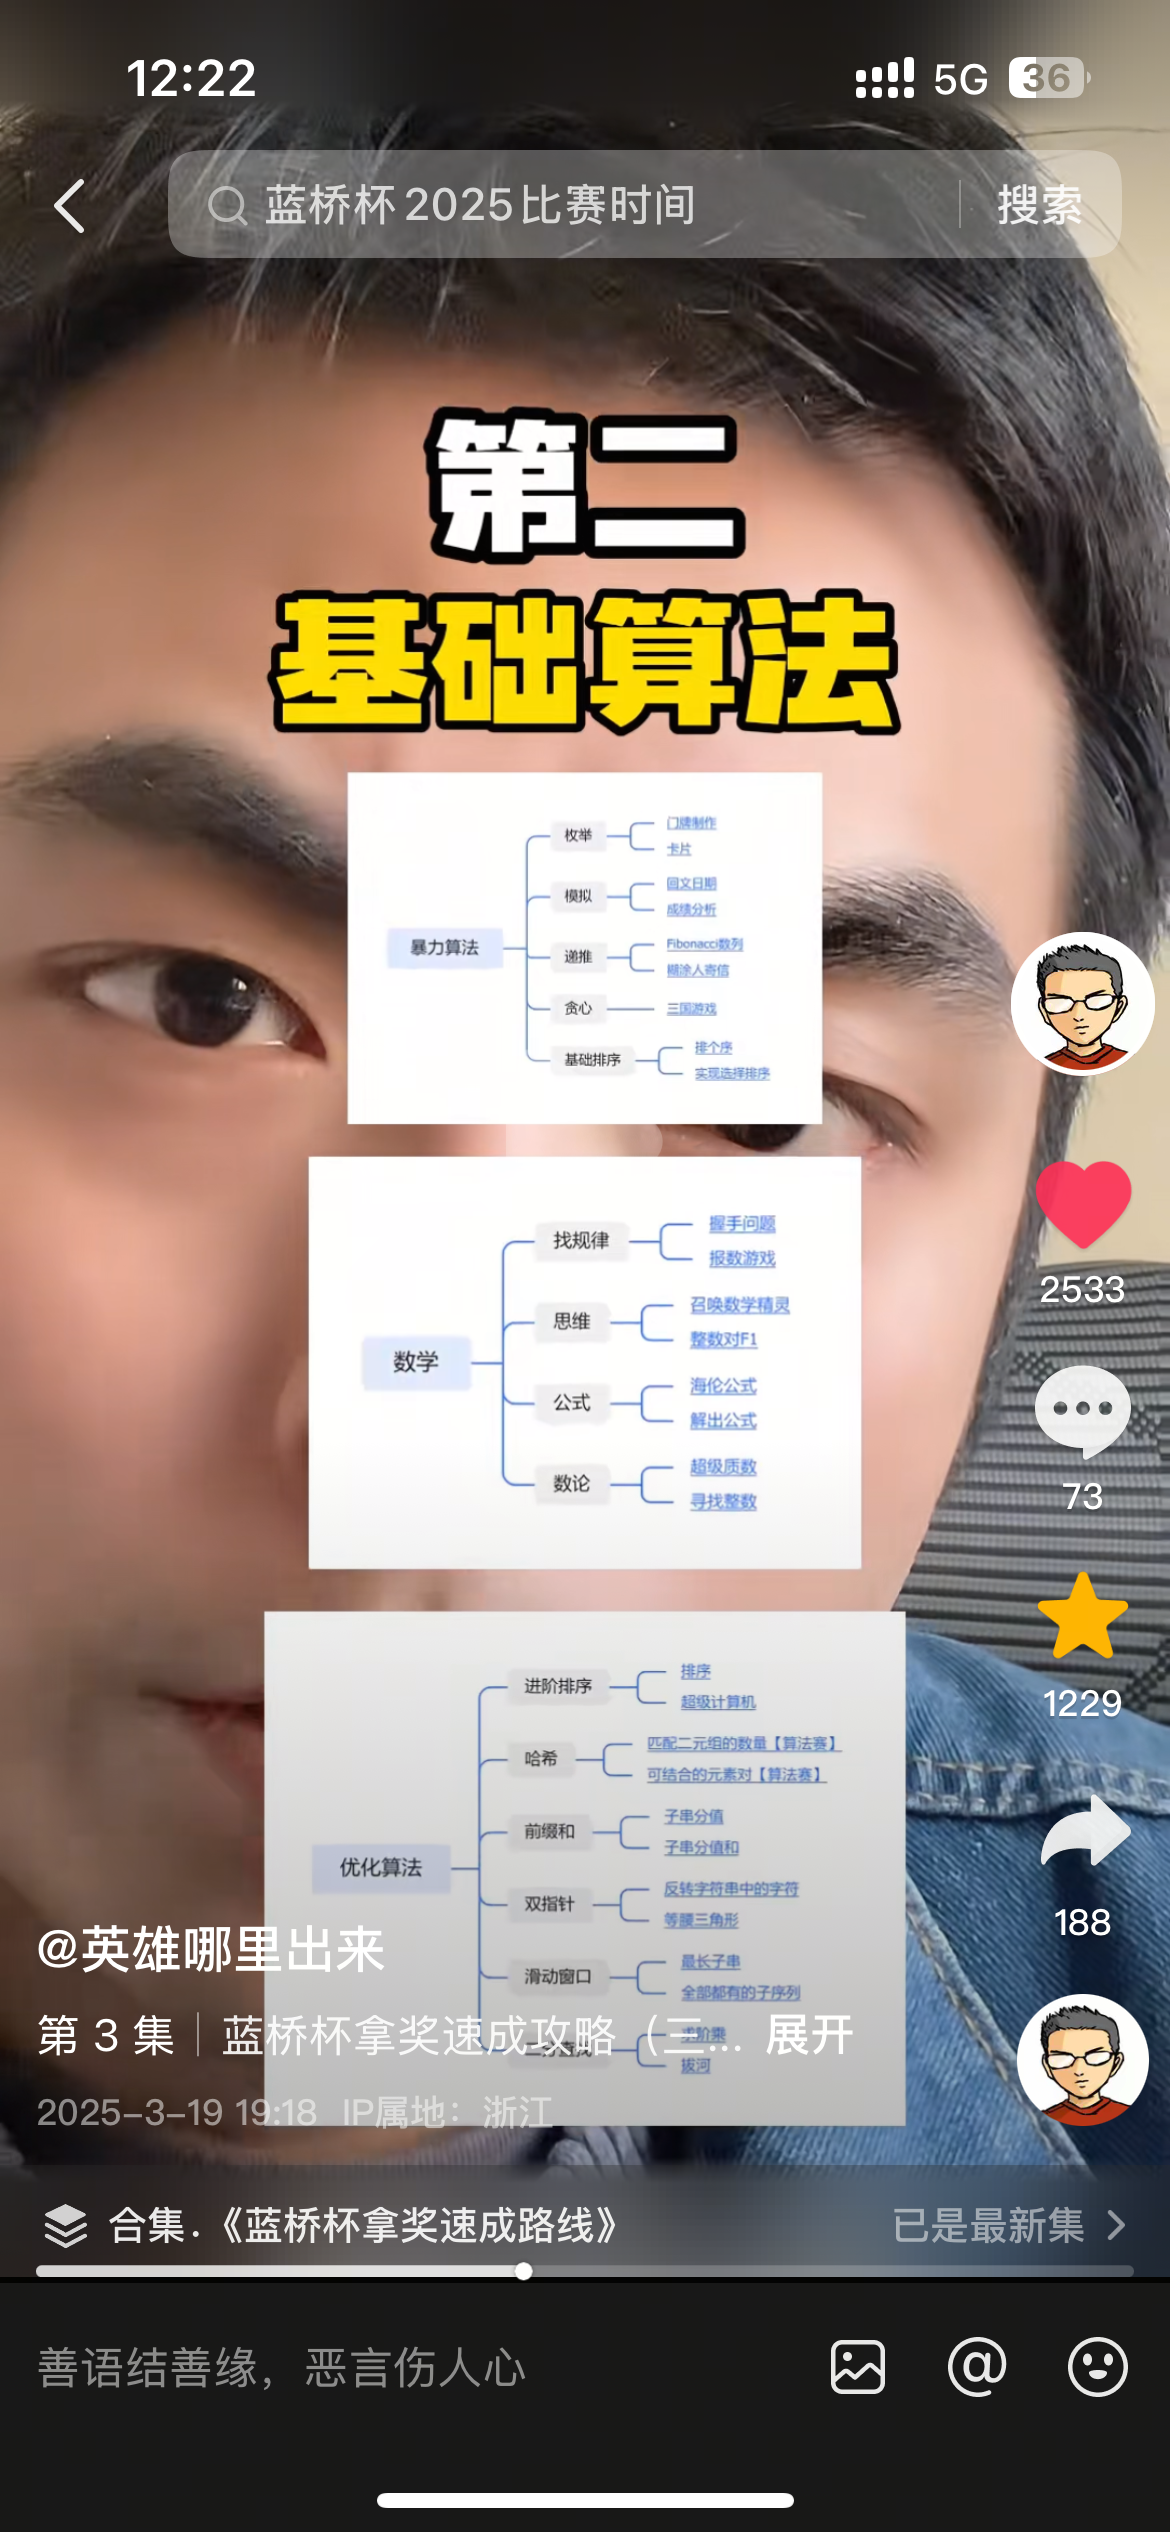 12:22
5G
36
蓝桥杯2025比赛时间
搜索
第二
基础算法
暴力算法
枚举
门牌制作
卡片
模拟
回文日期
成绩分析
递推
Fibonacci数列
糊涂人寄信
贪心
三国游戏
基础排序
排个序
实现选择排序
数学
找规律
握手问题
报数游戏
思维
召唤数学精灵
整数对F1
公式
海伦公式
解出公式
数论
超级质数
寻找整数
优化算法
进阶排序
排序
超级计算机
哈希
匹配二元组的数量【算法赛】
可结合的元素对【算法赛】
前缀和
子串分值
子串分值和
双指针
反转字符串中的字符
等腰三角形
滑动窗口
最长子串
全部都有的子序列
二分查找
求阶乘
拔河
2533
73
1229
188
@英雄哪里出来
第 3 集｜蓝桥杯拿奖速成攻略（三... 展开
2025-3-19 19:18 IP属地：浙江
合集.《蓝桥杯拿奖速成路线》
已是最新集
善语结善缘，恶言伤人心